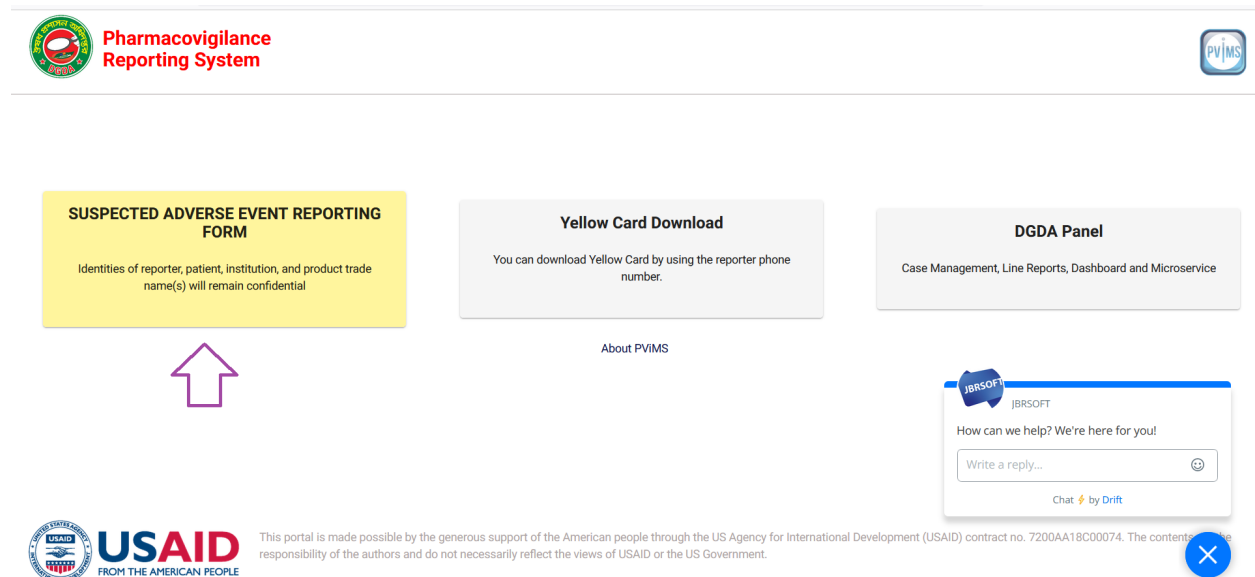 Pharmacovigilance
Reporting System
DGDA
PViMS
SUSPECTED ADVERSE EVENT REPORTING
FORM
Identities of reporter, patient, institution, and product trade
name(s) will remain confidential
Yellow Card Download
You can download Yellow Card by using the reporter phone
number.
DGDA Panel
Case Management, Line Reports, Dashboard and Microservice
About PViMS
JBRSOFT
JBRSOFT
How can we help? We're here for you!
Write a reply...
Chat ⚡ by Drift
USAID
USAID
FROM THE AMERICAN PEOPLE
This portal is made possible by the generous support of the American people through the US Agency for International Development (USAID) contract no. 7200AA18C00074. The contents
responsibility of the authors and do not necessarily reflect the views of USAID or the US Government.